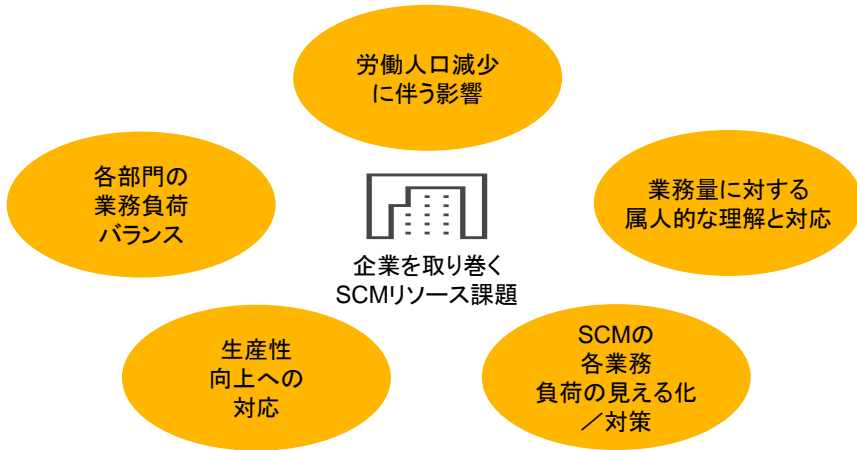 労働人口減少
に伴う影響
各部門の
業務負荷
バランス
業務量に対する
属人的な理解と対応
企業を取り巻く
SCMリソース課題
生産性
向上への
対応
SCMの
各業務
負荷の見える化
／対策